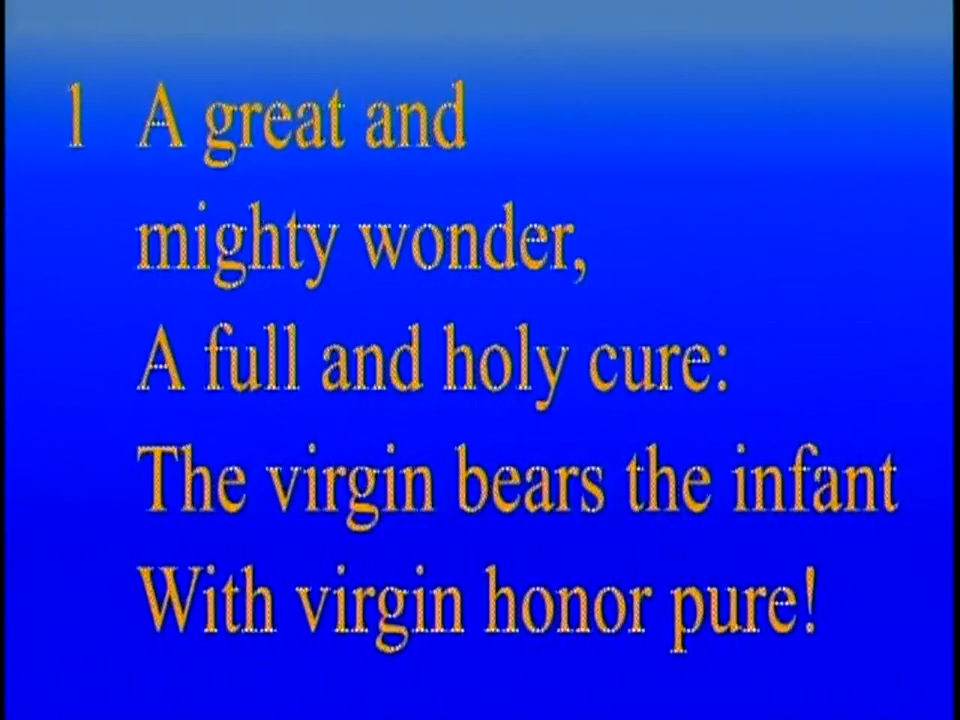 1 A great and
mighty wonder,
A full and holy cure:
The virgin bears the infant
With virgin honor pure!